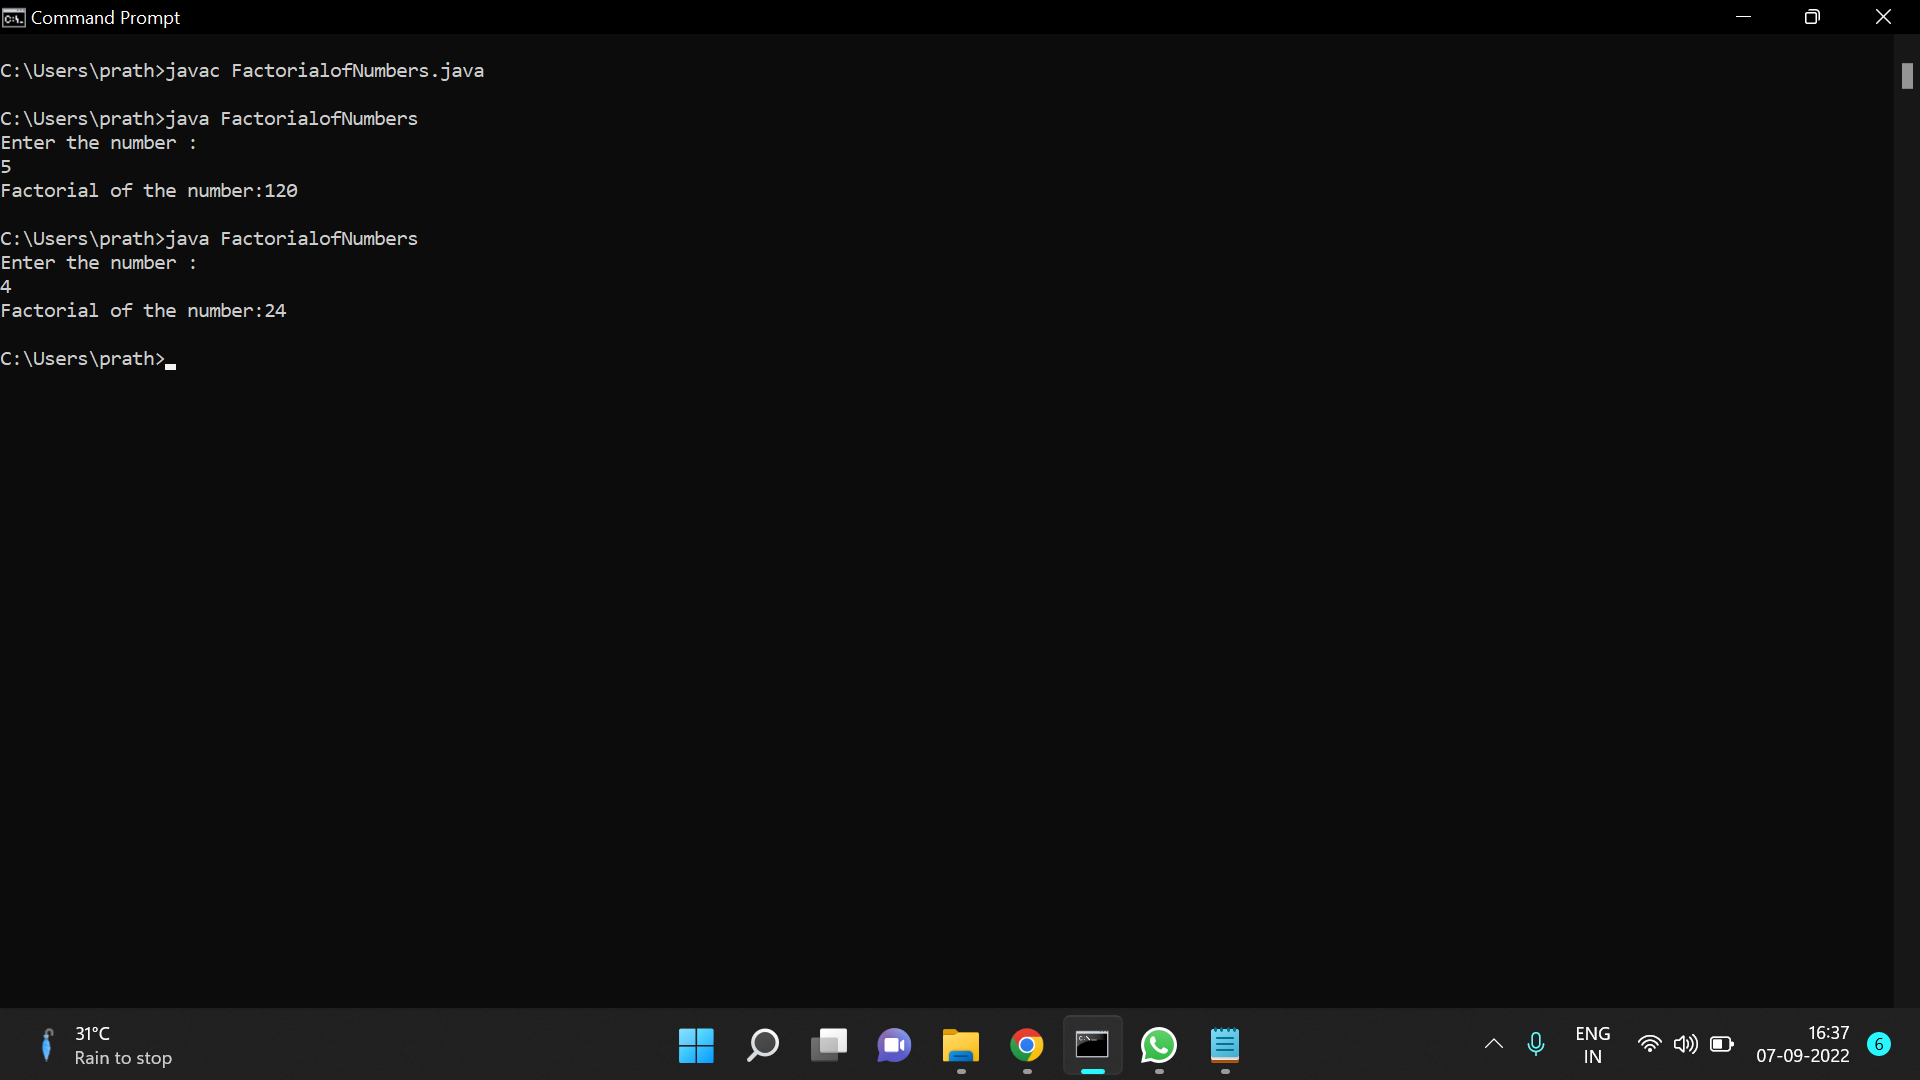 Command Prompt
C:\Users\prath>javac FactorialofNumbers.java
C:\Users\prath>java FactorialofNumbers
Enter the number :
5
Factorial of the number:120
C:\Users\prath>java FactorialofNumbers
Enter the number :
4
Factorial of the number:24
C:\Users\prath>
31°C
Rain to stop
ENG
IN
16:37
07-09-2022
6